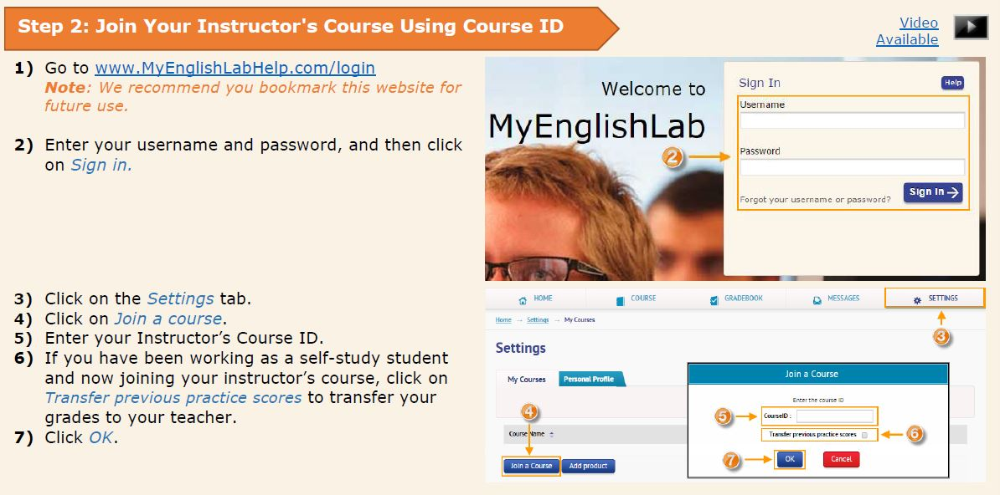 Step 2: Join Your Instructor's Course Using Course ID
Video
Available
1) Go to www.MyEnglishLabHelp.com/login
Note: We recommend you bookmark this website for
future use.
2) Enter your username and password, and then click
on Sign in.
3) Click on the Settings tab.
4) Click on Join a course.
5) Enter your Instructor’s Course ID.
6) If you have been working as a self-study student
and now joining your instructor’s course, click on
Transfer previous practice scores to transfer your
grades to your teacher.
7) Click OK.
Welcome to
MyEnglishLab
Sign In
Help
Username
2
Password
Forgot your username or password?
Sign In
HOME
COURSE
GRADEBOOK
MESSAGES
SETTINGS
Home → Settings → My Courses
3
Settings
My Courses
Personal Profile
Join a Course
Enter the course ID
4
5
CourseID :
Course Name
Transfer previous practice scores
6
7
OK
Cancel
Join a Course
Add product